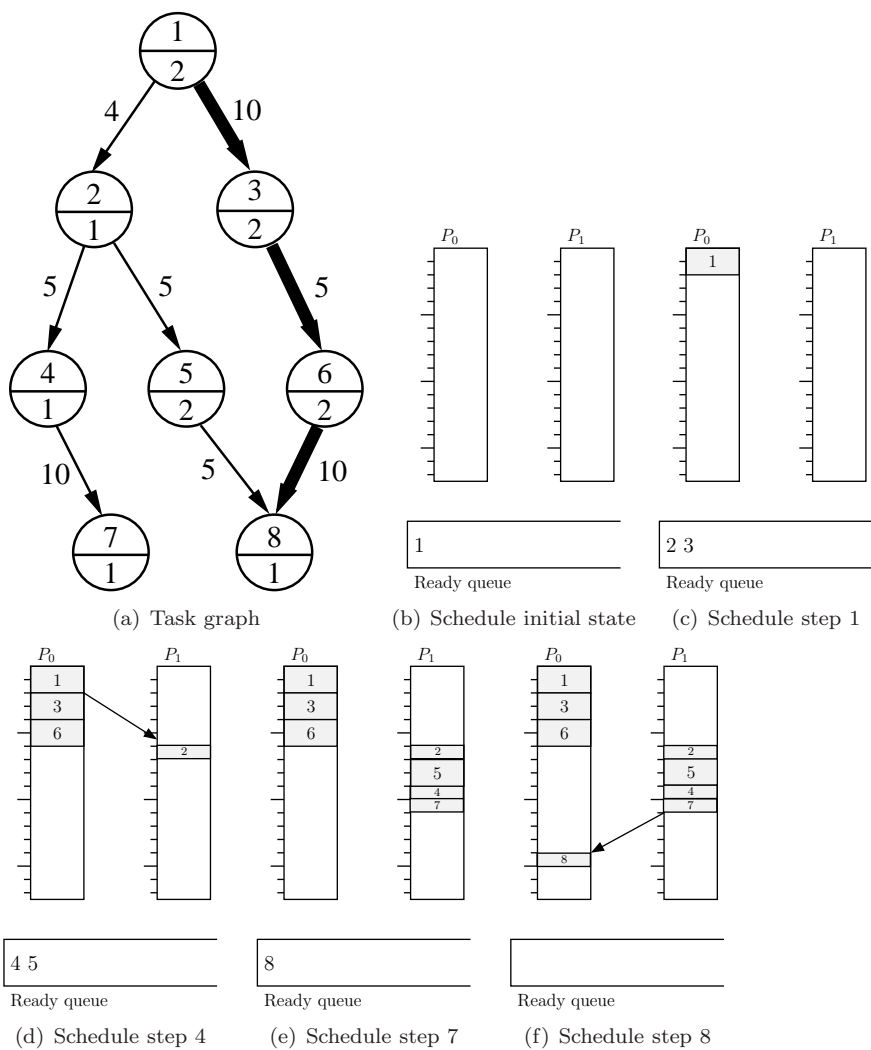 1
2
4
10
2
1
3
2
5
5
5
4
1
5
2
6
2
10
5
10
7
1
8
1
(a) Task graph
P0
P1
1
Ready queue
(b) Schedule initial state
P0
P1
1
2 3
Ready queue
(c) Schedule step 1
P0
P1
1
3
6
2
4 5
Ready queue
(d) Schedule step 4
P0
P1
1
3
6
2
5
4
7
8
Ready queue
(e) Schedule step 7
P0
P1
1
3
6
2
5
4
7
8
Ready queue
(f) Schedule step 8